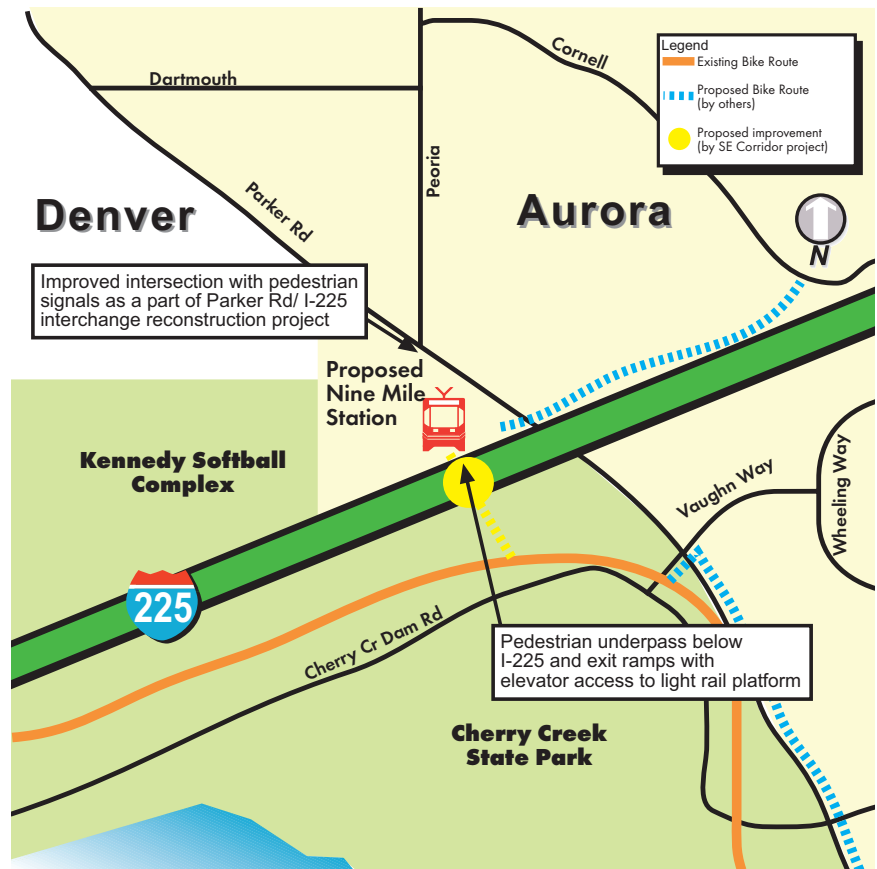 Legend
Existing Bike Route
Proposed Bike Route
(by others)
Proposed improvement
(by SE Corridor project)
Cornell
Dartmouth
Peoria
Parker Rd
Denver
Aurora
N
Improved intersection with pedestrian
signals as a part of Parker Rd/ I-225
interchange reconstruction project
Proposed
Nine Mile
Station
Kennedy Softball
Complex
Vaughn Way
Wheeling Way
225
Cherry Cr Dam Rd
Pedestrian underpass below
I-225 and exit ramps with
elevator access to light rail platform
Cherry Creek
State Park